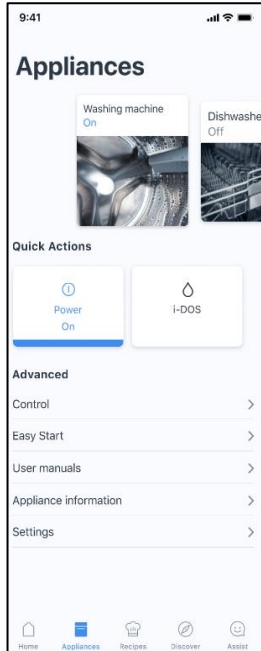 9:41
Appliances
Washing machine
On
Dishwashe
Off
Quick Actions
Power
On
i-DOS
Advanced
Control
Easy Start
User manuals
Appliance information
Settings
Home
Appliances
Recipes
Discover
Assist